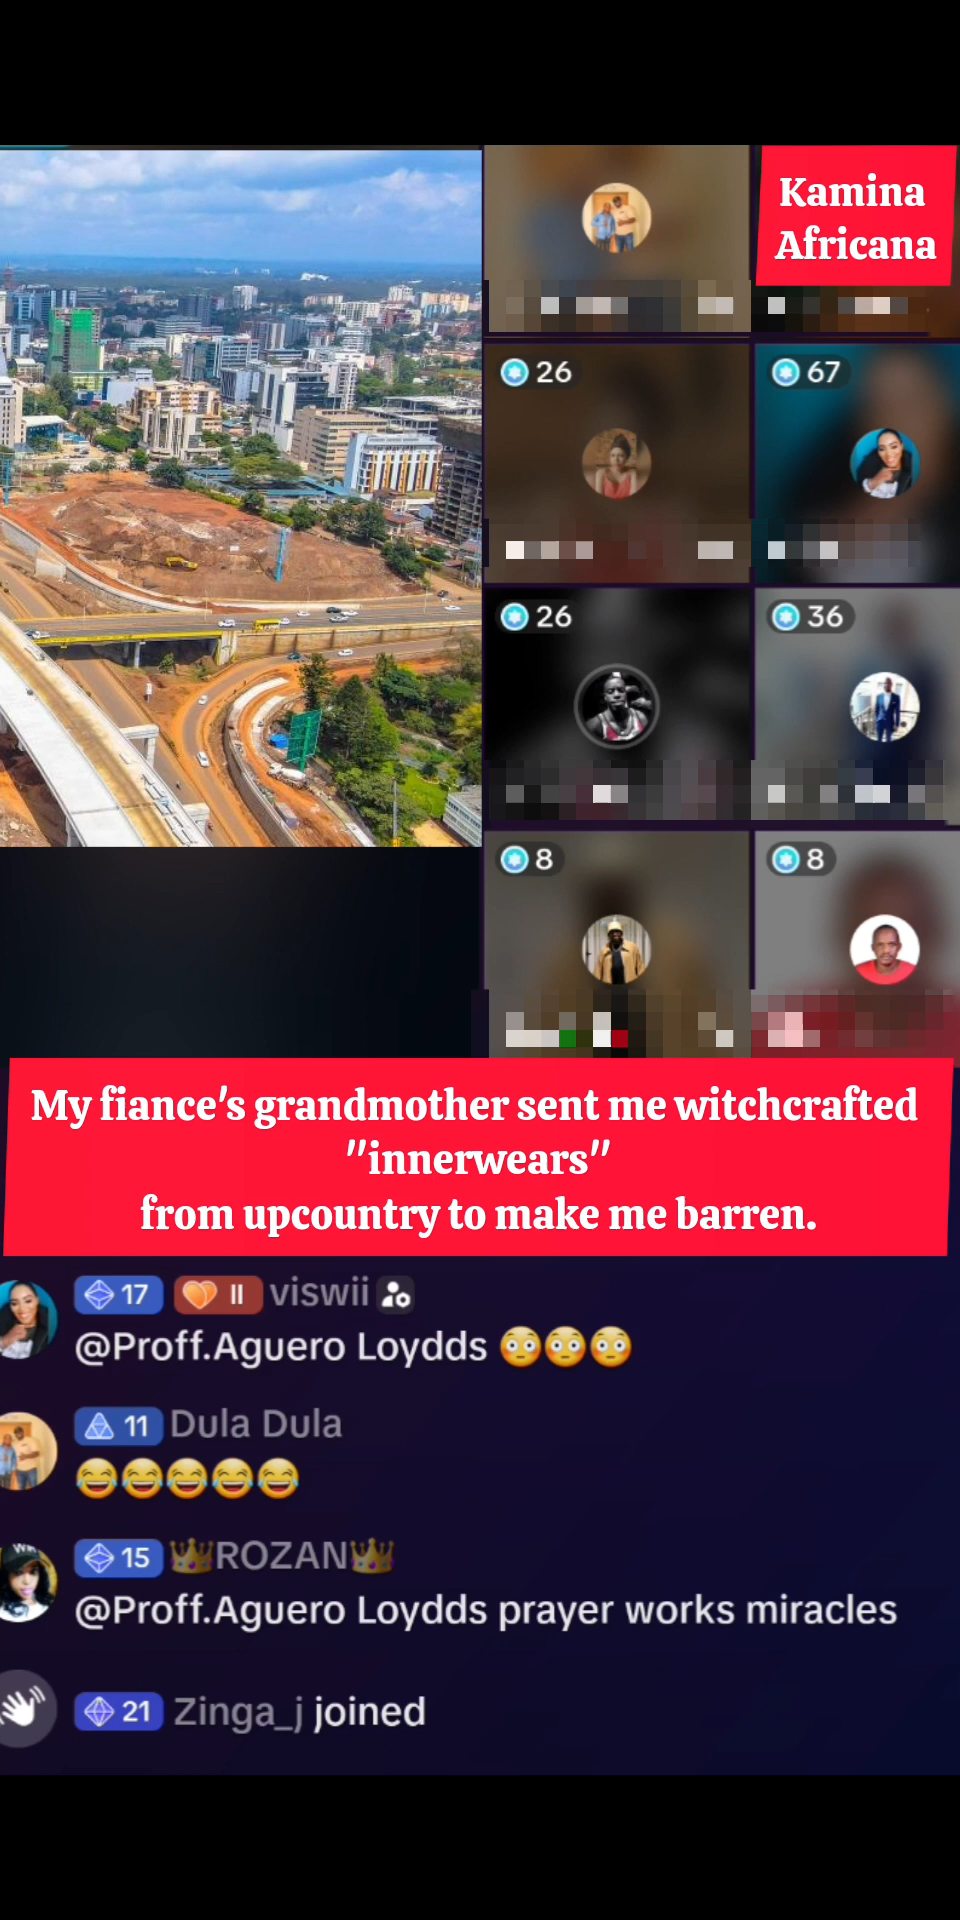 Kamina
Africana
26
67
26
36
8
8
My fiance's grandmother sent me witchcrafted
"innerwears"
from upcountry to make me barren.
17 II viswii
@Proff.Aguero Loydds 😳😳😳
11 Dula Dula
😂😂😂😂😂
15 👑ROZAN👑
@Proff.Aguero Loydds prayer works miracles
21 Zinga_j joined